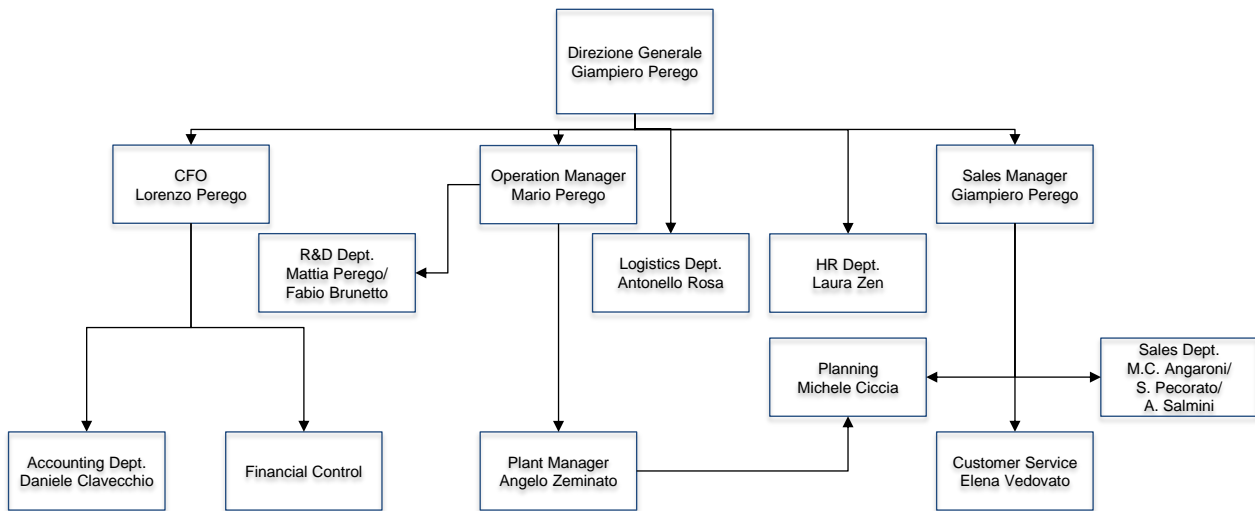 Direzione Generale
Giampiero Perego
CFO
Lorenzo Perego
Operation Manager
Mario Perego
Sales Manager
Giampiero Perego
R&D Dept.
Mattia Perego/
Fabio Brunetto
Logistics Dept.
Antonello Rosa
HR Dept.
Laura Zen
Planning
Michele Ciccia
Sales Dept.
M.C. Angaroni/
S. Pecorato/
A. Salmini
Accounting Dept.
Daniele Clavecchio
Financial Control
Plant Manager
Angelo Zeminato
Customer Service
Elena Vedovato